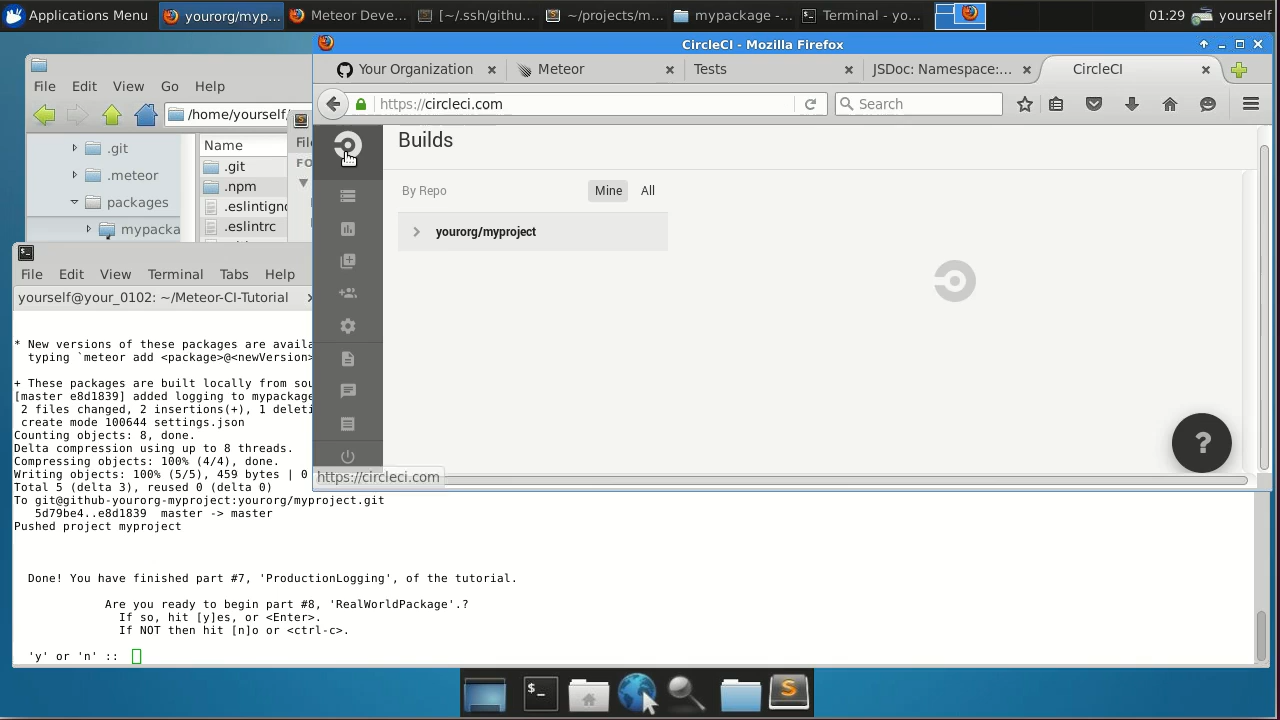 Applications Menu
yourorg/myp...
Meteor Deve...
[~/.ssh/githu...
~/projects/m...
mypackage -...
Terminal - yo...
01:29
yourself
CircleCI - Mozilla Firefox
File Edit View Go Help
Your Organization
Meteor
Tests
JSDoc: Namespace:...
CircleCI
/home/yourself/
https://circleci.com
Search
Name
.git
.meteor
packages
mypacka
.git
.npm
.eslintigno
.eslintrc
Builds
By Repo
Mine
All
yourorg/myproject
?
https://circleci.com
File Edit View Terminal Tabs Help
yourself@your_0102: ~/Meteor-CI-Tutorial
* New versions of these packages are availa
typing `meteor add <package>@<newVersion>
+ These packages are built locally from sou
[master e8d1839] added logging to mypackage
2 files changed, 2 insertions(+), 1 deleti
create mode 100644 settings.json
Counting objects: 8, done.
Delta compression using up to 8 threads.
Compressing objects: 100% (4/4), done.
Writing objects: 100% (5/5), 459 bytes | 0
Total 5 (delta 3), reused 0 (delta 0)
To git@github-yourorg-myproject:yourorg/myproject.git
5d79be4..e8d1839 master -> master
Pushed project myproject
Done! You have finished part #7, 'ProductionLogging', of the tutorial.
Are you ready to begin part #8, 'RealWorldPackage'.?
If so, hit [y]es, or <Enter>.
If NOT then hit [n]o or <ctrl-c>.
'y' or 'n' ::